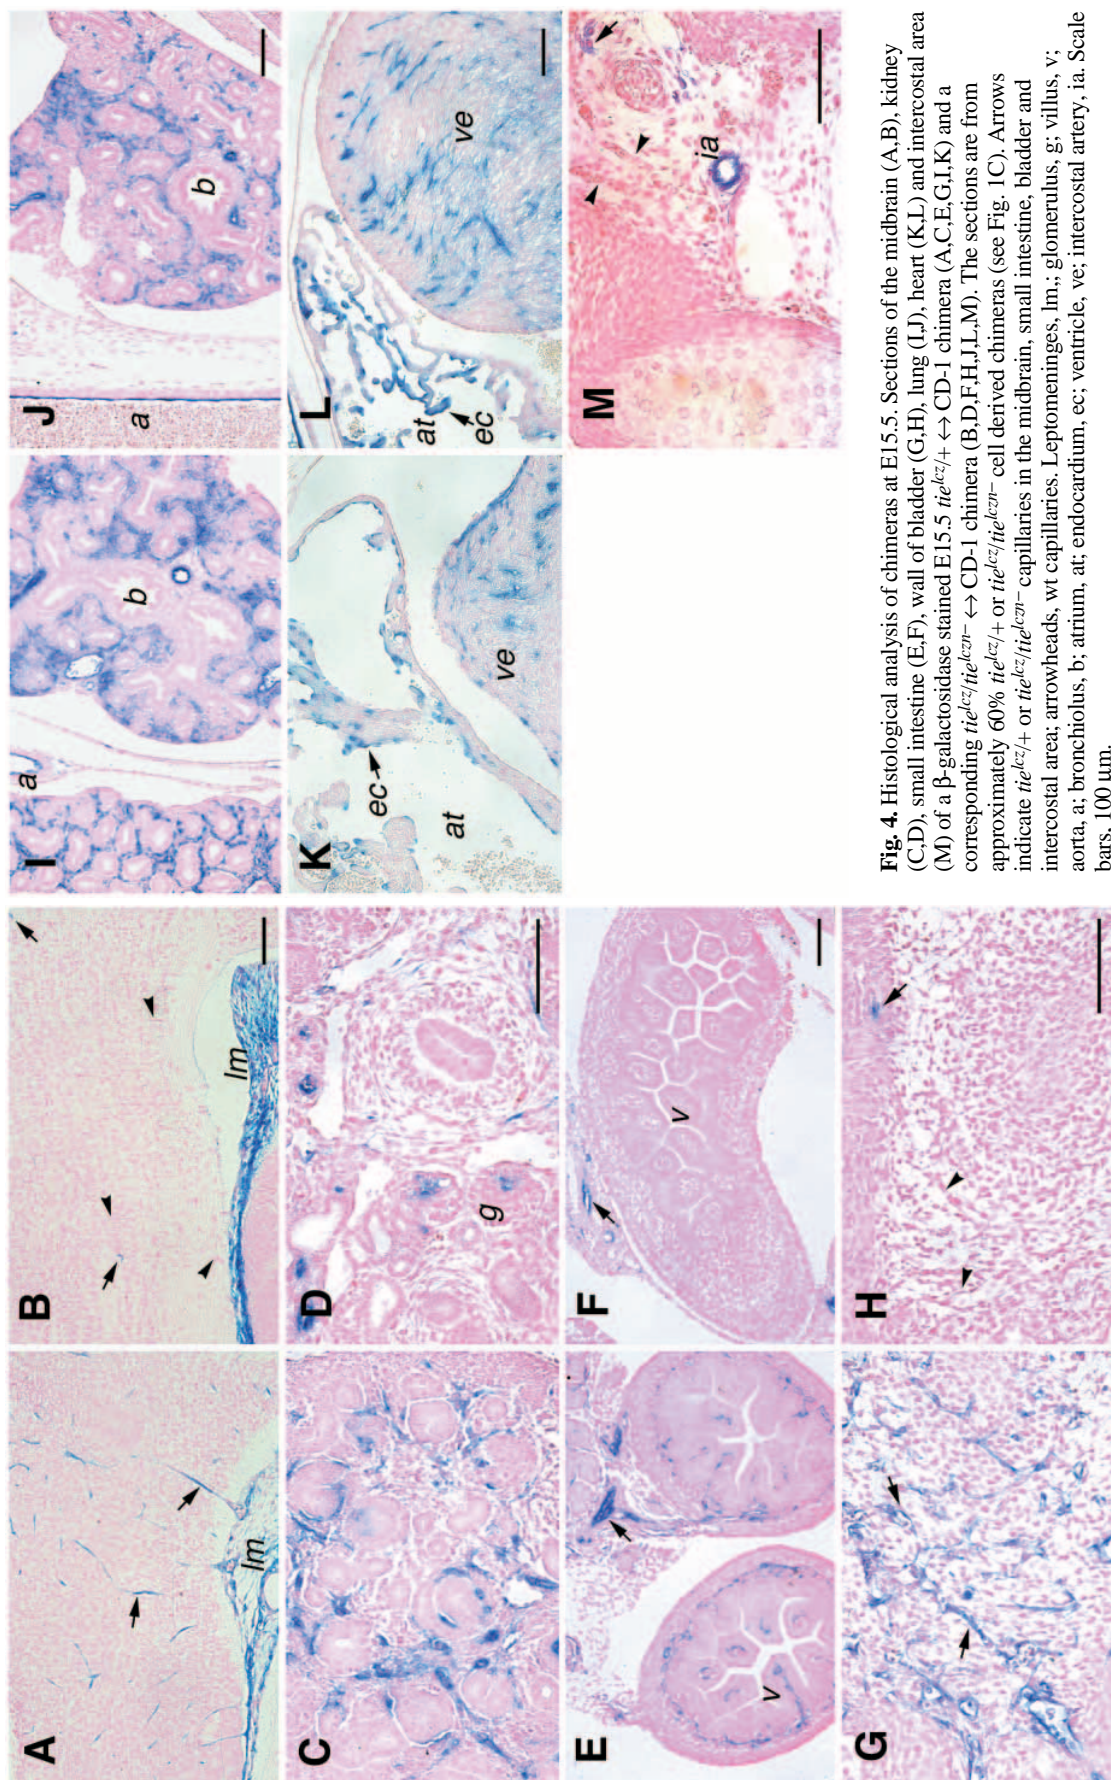 A
lm
B
lm
C
D
g
E
v
F
v
G
H
I
a
b
J
a
b
K
ec
at
ve
L
at
ec
ve
M
ia
Fig. 4. Histological analysis of chimeras at E15.5. Sections of the midbrain (A,B), kidney
(C,D), small intestine (E,F), wall of bladder (G,H), lung (I,J), heart (K,L) and intercostal area
(M) of a β-galactosidase stained E15.5 tie^lcz/+ ↔ CD-1 chimera (A,C,E,G,I,K) and a
corresponding tie^lcz/tie^lczn- ↔ CD-1 chimera (B,D,F,H,J,L,M). The sections are from
approximately 60% tie^lcz/+ or tie^lcz/tie^lczn- cell derived chimeras (see Fig. 1C). Arrows
indicate tie^lcz/+ or tie^lcz/tie^lczn- capillaries in the midbrain, small intestine, bladder and
intercostal area; arrowheads, wt capillaries. Leptomeninges, lm,; glomerulus, g; villus, v;
aorta, a; bronchiolus, b; atrium, at; endocardium, ec; ventricle, ve; intercostal artery, ia. Scale
bars, 100 um.